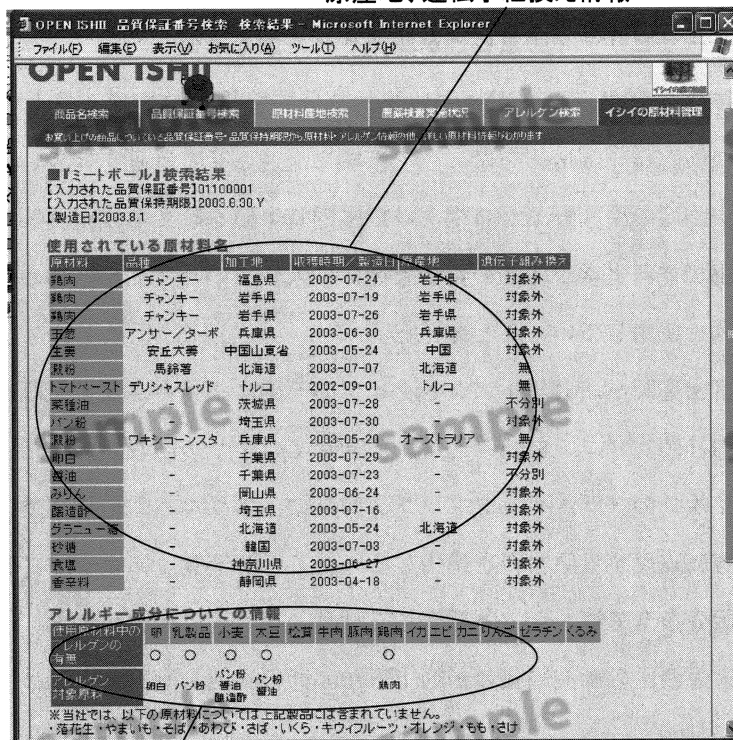 OPEN ISHII 品質保証番号検索 検索結果 - Microsoft Internet Explorer
ファイル(F) 編集(E) 表示(V) お気に入り(A) ツール(T) ヘルプ(H)
OPEN ISHII
商品名検索 品質保証番号検索 原材料産地検索 アレルゲン検索 イシイの原材料管理
■『ミートボール』検索結果
【入力された品質保証番号】01100001
【入力された品質保持期限】2003.8.30.Y
【製造日】2003.8.1
使用されている原材料名
原材料 品種 加工地 収穫時期/製造日 原産地 遺伝子組み換え
鶏肉 チャンキー 福島県 2003-07-24 岩手県 対象外
鶏肉 チャンキー 岩手県 2003-07-19 岩手県 対象外
鶏肉 チャンキー 岩手県 2003-07-26 岩手県 対象外
玉葱 アンサー/ターボ 兵庫県 2003-06-30 兵庫県 対象外
生姜 安丘大姜 中国山東省 2003-05-24 中国 対象外
澱粉 馬鈴薯 北海道 2003-07-07 北海道 無
トマトペースト デリシャスレッド トルコ 2002-09-01 トルコ 無
菜種油 - 茨城県 2003-07-28 - 不分別
パン粉 - 埼玉県 2003-07-30 - 無
澱粉 ワキシコーンスタ 兵庫県 2003-05-20 オーストラリア 無
卵白 - 千葉県 2003-07-29 - 対象外
醤油 - 千葉県 2003-07-23 - 不分別
みりん - 岡山県 2003-06-24 - 対象外
醸造酢 - 埼玉県 2003-07-16 - 対象外
グラニュー糖 - 北海道 2003-05-24 北海道 対象外
砂糖 - 韓国 2003-07-03 - 対象外
食塩 - 神奈川県 2003-06-27 - 対象外
香辛料 - 静岡県 2003-04-18 - 対象外
アレルギー成分についての情報
使用原材料中のアレルゲンの有無 卵 乳製品 小麦 大豆 松茸 牛肉 豚肉 鶏肉 イカ エビ カニ りんご ゼラチン くるみ
○ ○ ○ ○ ○
アレルゲン対象原料 卵白 パン粉 パン粉 醤油 醸造酢 パン粉 醤油 鶏肉
※当社では、以下の原材料については上記製品には含まれていません。
・落花生・やまいも・そば・あわび・さば・いくら・キウィフルーツ・オレンジ・もも・さけ
sample
sample
sample